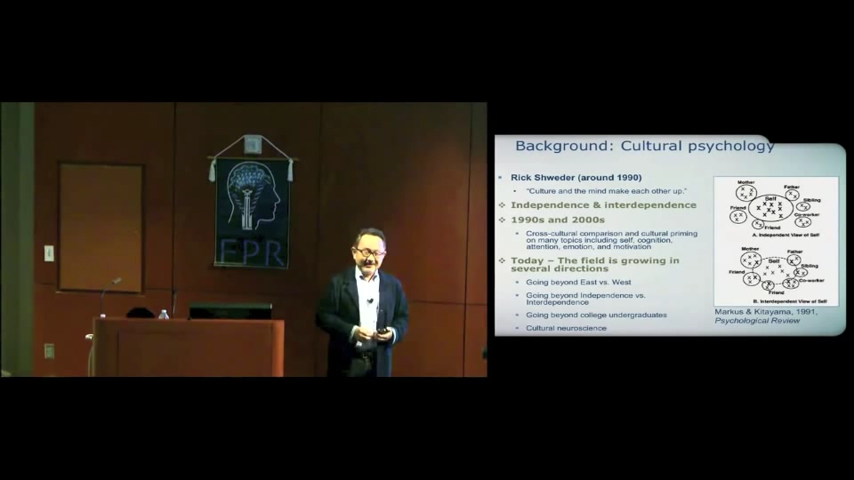 FPR
Background: Cultural psychology
• Rick Shweder (around 1990)
• "Culture and the mind make each other up."
❖ Independence & interdependence
❖ 1990s and 2000s
• Cross-cultural comparison and cultural priming
on many topics including self, cognition,
attention, emotion, and motivation
❖ Today – The field is growing in
several directions
• Going beyond East vs. West
• Going beyond Independence vs.
Interdependence
• Going beyond college undergraduates
• Cultural neuroscience
Mother
Father
Self
Sibling
Friend
Co-worker
Friend
A. Independent View of Self
Mother
Father
Self
Sibling
Friend
Co-worker
Friend
B. Interdependent View of Self
Markus & Kitayama, 1991,
Psychological Review